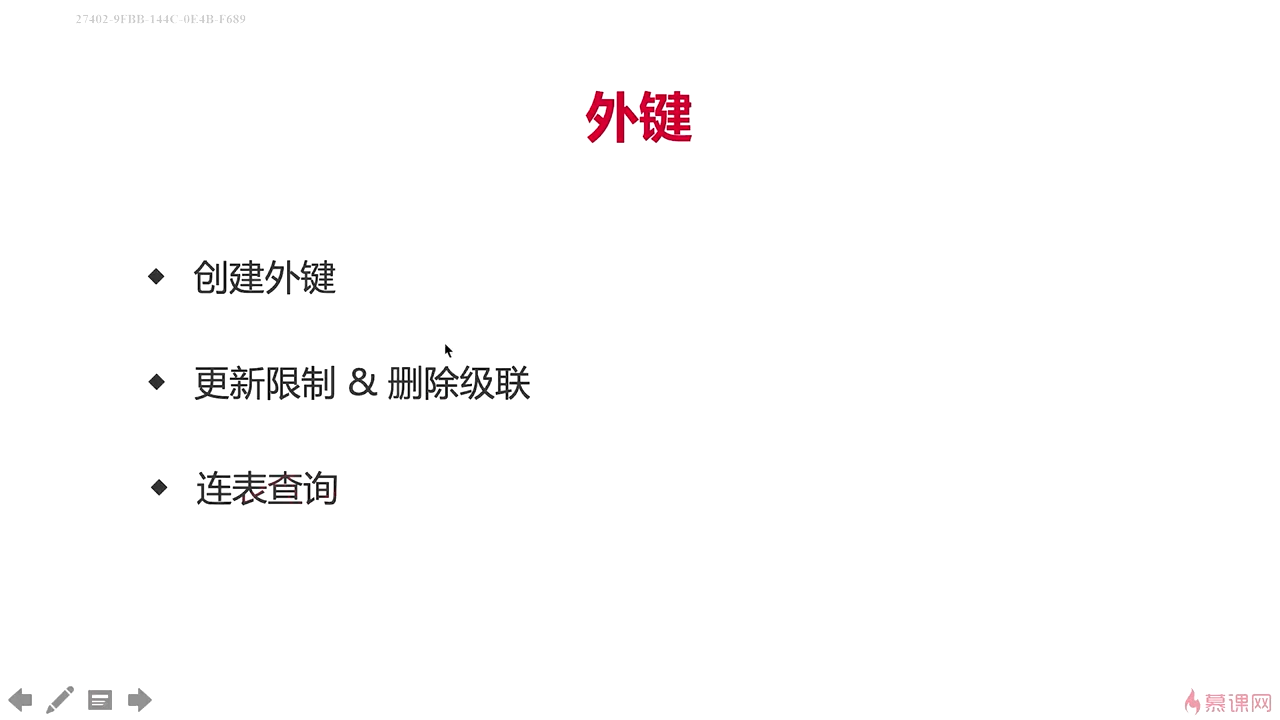 27402-9FBB-144C-0E4B-F689
外键
◆ 创建外键
◆ 更新限制 & 删除级联
◆ 连表查询
慕课网